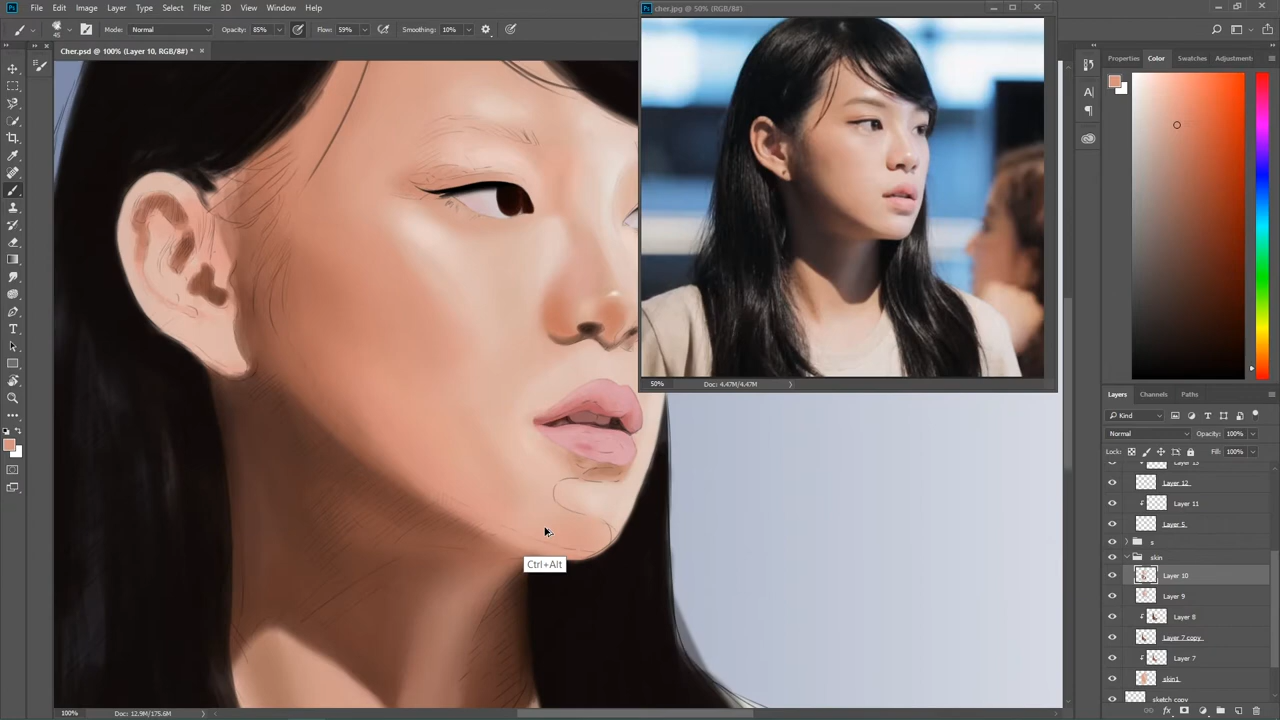 File Edit Image Layer Type Select Filter 3D View Window Help
cher.jpg @ 50% (RGB/8#)
45 Mode: Normal Opacity: 85% Flow: 59% Smoothing: 10%
Cher.psd @ 100% (Layer 10, RGB/8#) *
Properties Color Swatches Adjustment:
50% Doc: 4.47M/4.47M
Layers Channels Paths
Kind
Normal Opacity: 100%
Lock: Fill: 100%
Layer 13
Layer 12
Layer 11
Layer 5
s
skin
Ctrl+Alt
Layer 10
Layer 9
Layer 8
Layer 7 copy
Layer 7
skin1
sketch copy
100% Doc: 12.9M/175.6M